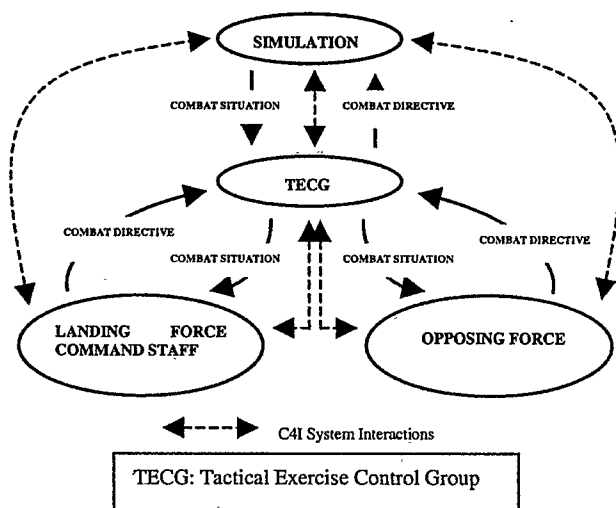 SIMULATION
COMBAT SITUATION
COMBAT DIRECTIVE
TECG
COMBAT DIRECTIVE
COMBAT SITUATION
COMBAT SITUATION
COMBAT DIRECTIVE
LANDING FORCE
COMMAND STAFF
OPPOSING FORCE
C4I System Interactions
TECG: Tactical Exercise Control Group